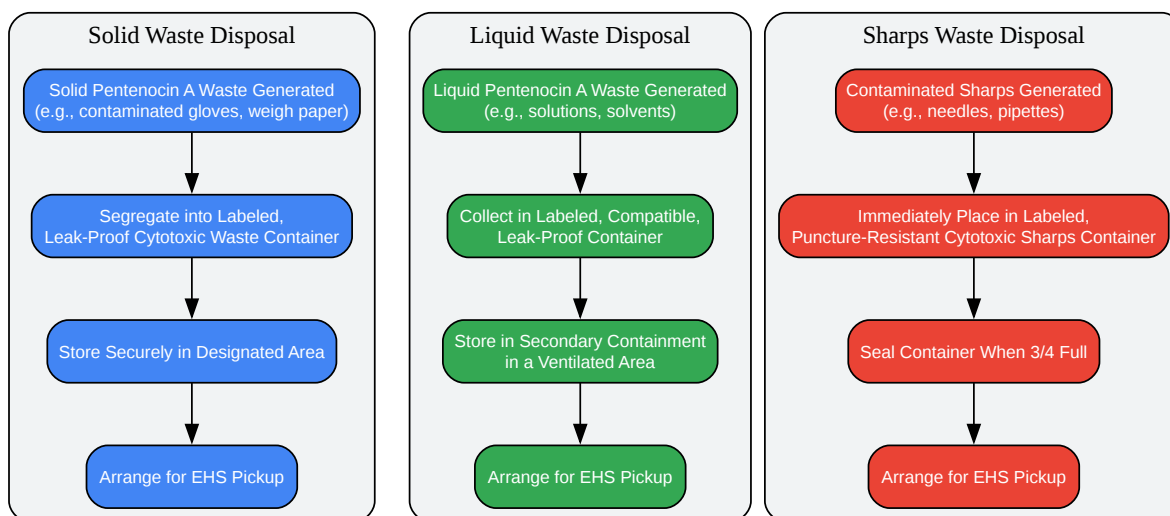 Solid Waste Disposal
Solid Pentenocin A Waste Generated
(e.g., contaminated gloves, weigh paper)
Segregate into Labeled,
Leak-Proof Cytotoxic Waste Container
Store Securely in Designated Area
Arrange for EHS Pickup
Liquid Waste Disposal
Liquid Pentenocin A Waste Generated
(e.g., solutions, solvents)
Collect in Labeled, Compatible,
Leak-Proof Container
Store in Secondary Containment
in a Ventilated Area
Arrange for EHS Pickup
Sharps Waste Disposal
Contaminated Sharps Generated
(e.g., needles, pipettes)
Immediately Place in Labeled,
Puncture-Resistant Cytotoxic Sharps Container
Seal Container When 3/4 Full
Arrange for EHS Pickup